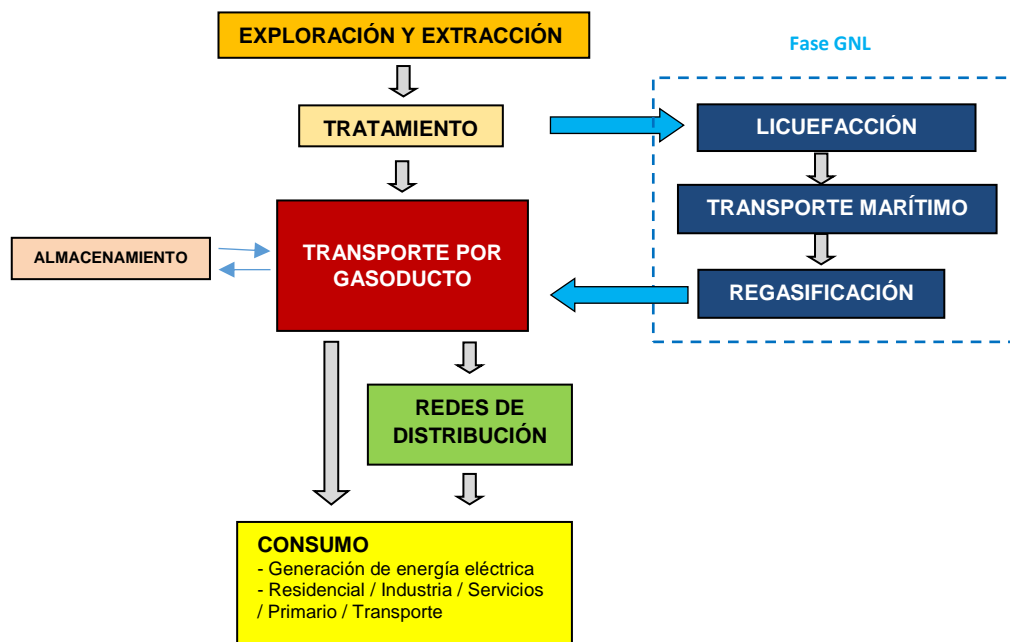 EXPLORACIÓN Y EXTRACCIÓN
Fase GNL
TRATAMIENTO
LICUEFACCIÓN
TRANSPORTE MARÍTIMO
ALMACENAMIENTO
TRANSPORTE POR
GASODUCTO
REGASIFICACIÓN
REDES DE
DISTRIBUCIÓN
CONSUMO
- Generación de energía eléctrica
- Residencial / Industria / Servicios
/ Primario / Transporte